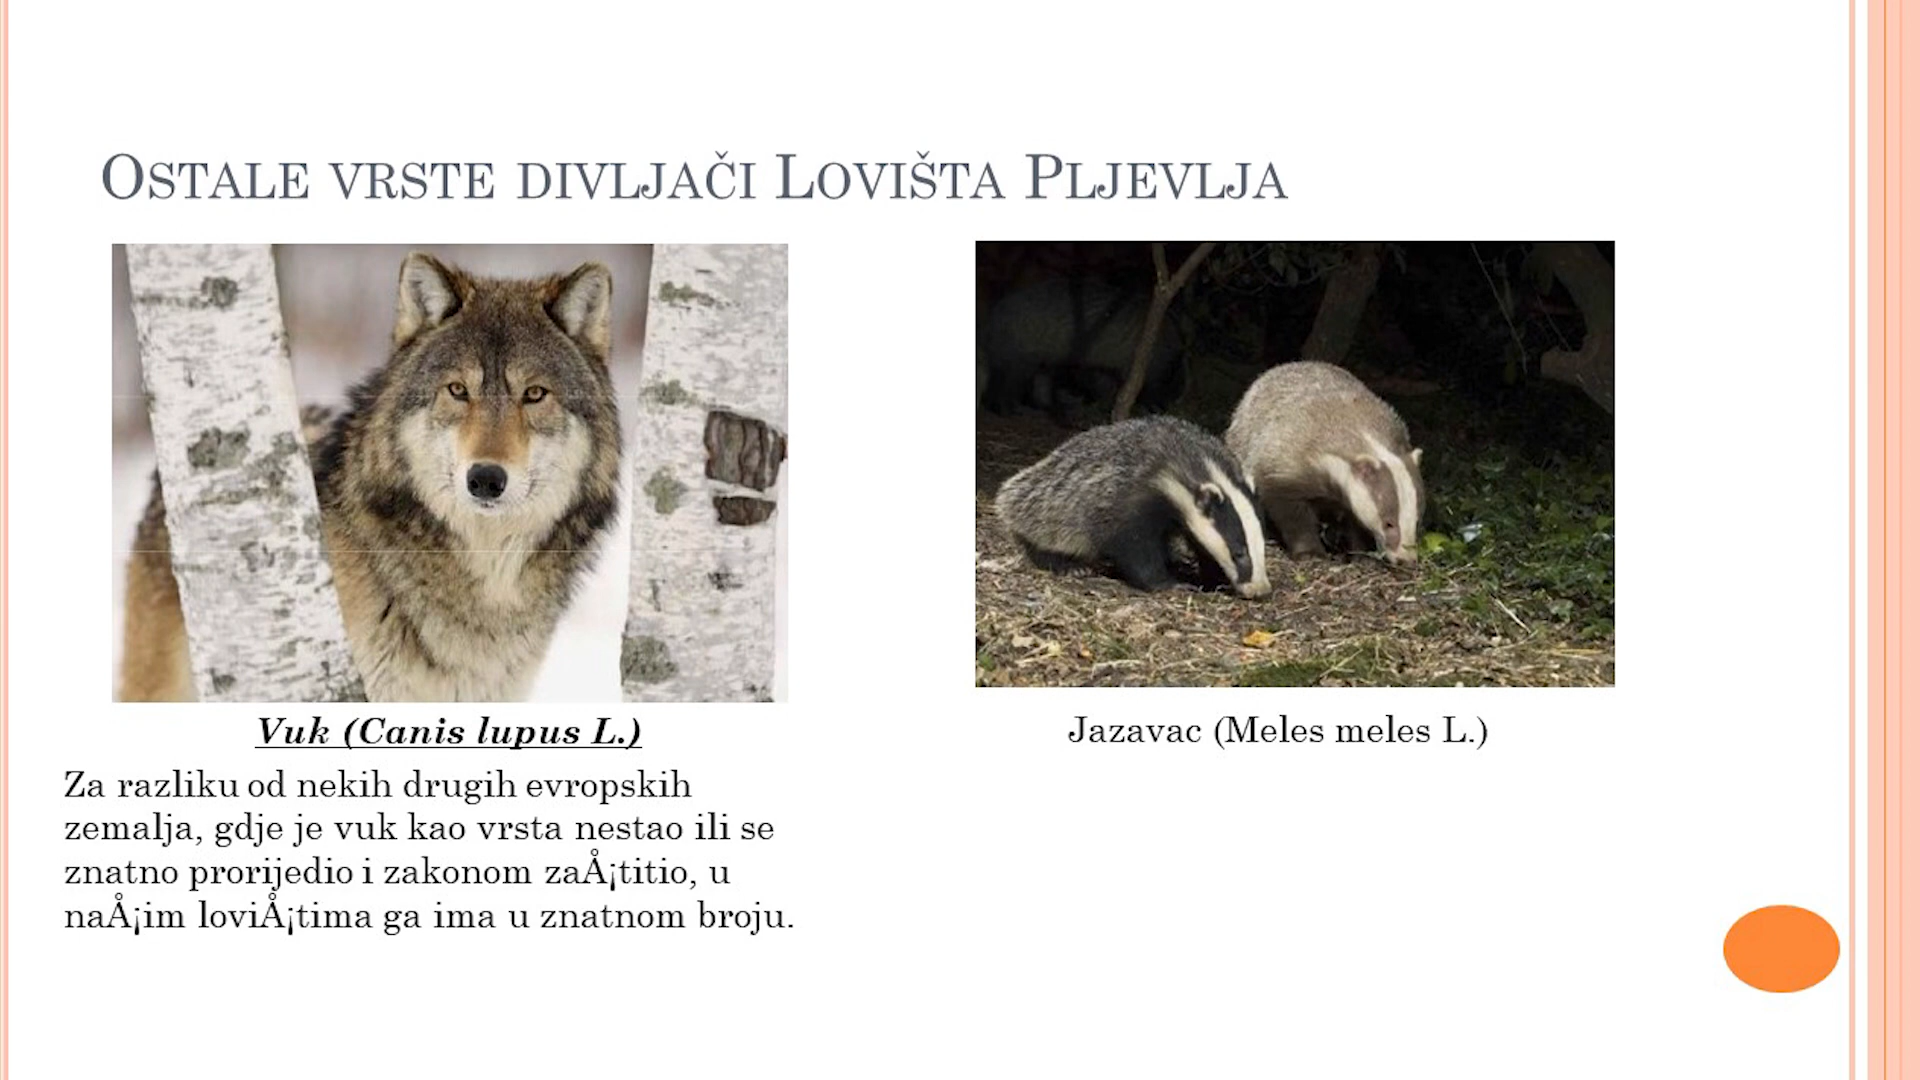 Ostale vrste divljači Lovišta Pljevlja
Vuk (Canis lupus L.)
Za razliku od nekih drugih evropskih
zemalja, gdje je vuk kao vrsta nestao ili se
znatno prorijedio i zakonom zaÅ¡titio, u
naÅ¡im loviÅ¡tima ga ima u znatnom broju.
Jazavac (Meles meles L.)